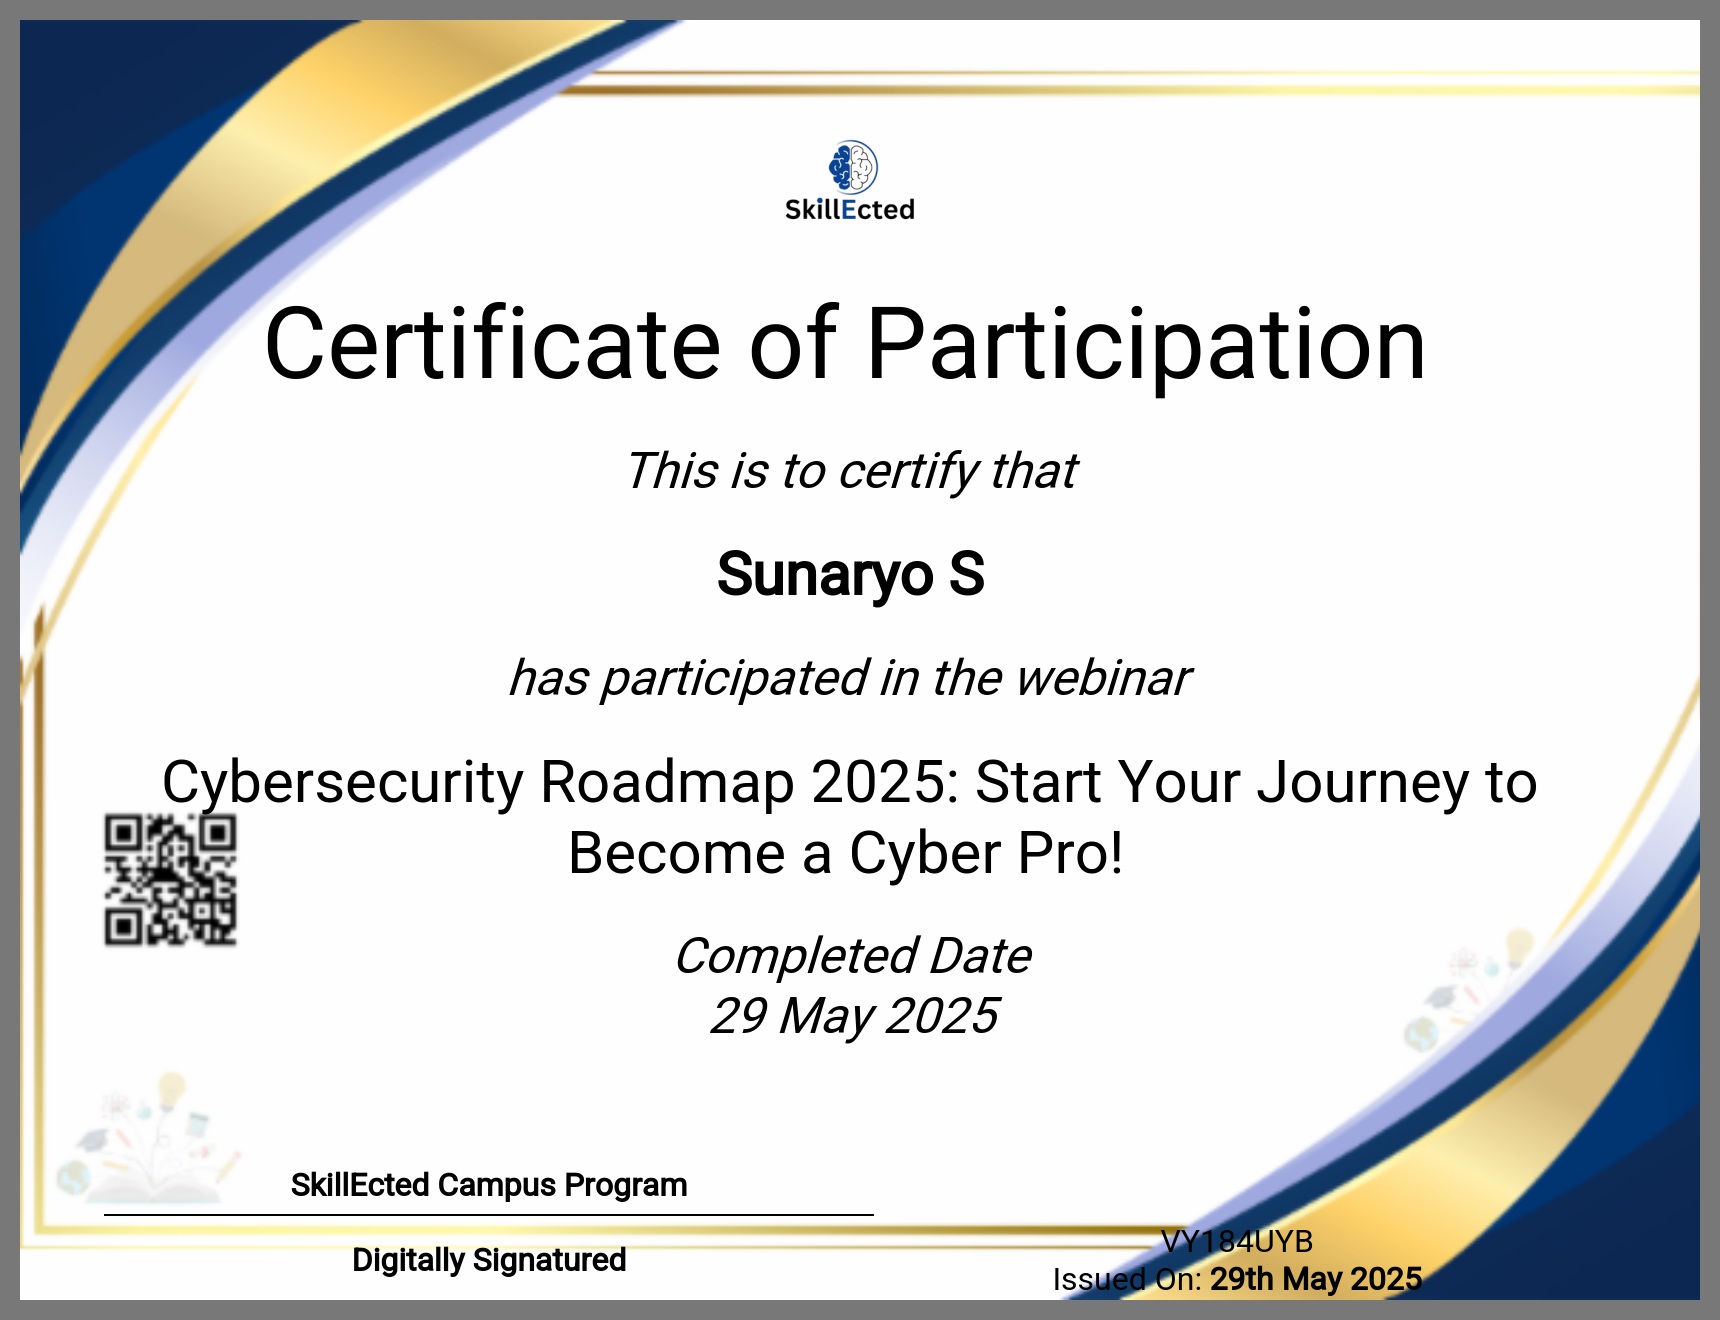 SkillEcted
Certificate of Participation
This is to certify that
Sunaryo S
has participated in the webinar
Cybersecurity Roadmap 2025: Start Your Journey to
Become a Cyber Pro!
Completed Date
29 May 2025
SkillEcted Campus Program
Digitally Signatured
VY184UYB
Issued On: 29th May 2025